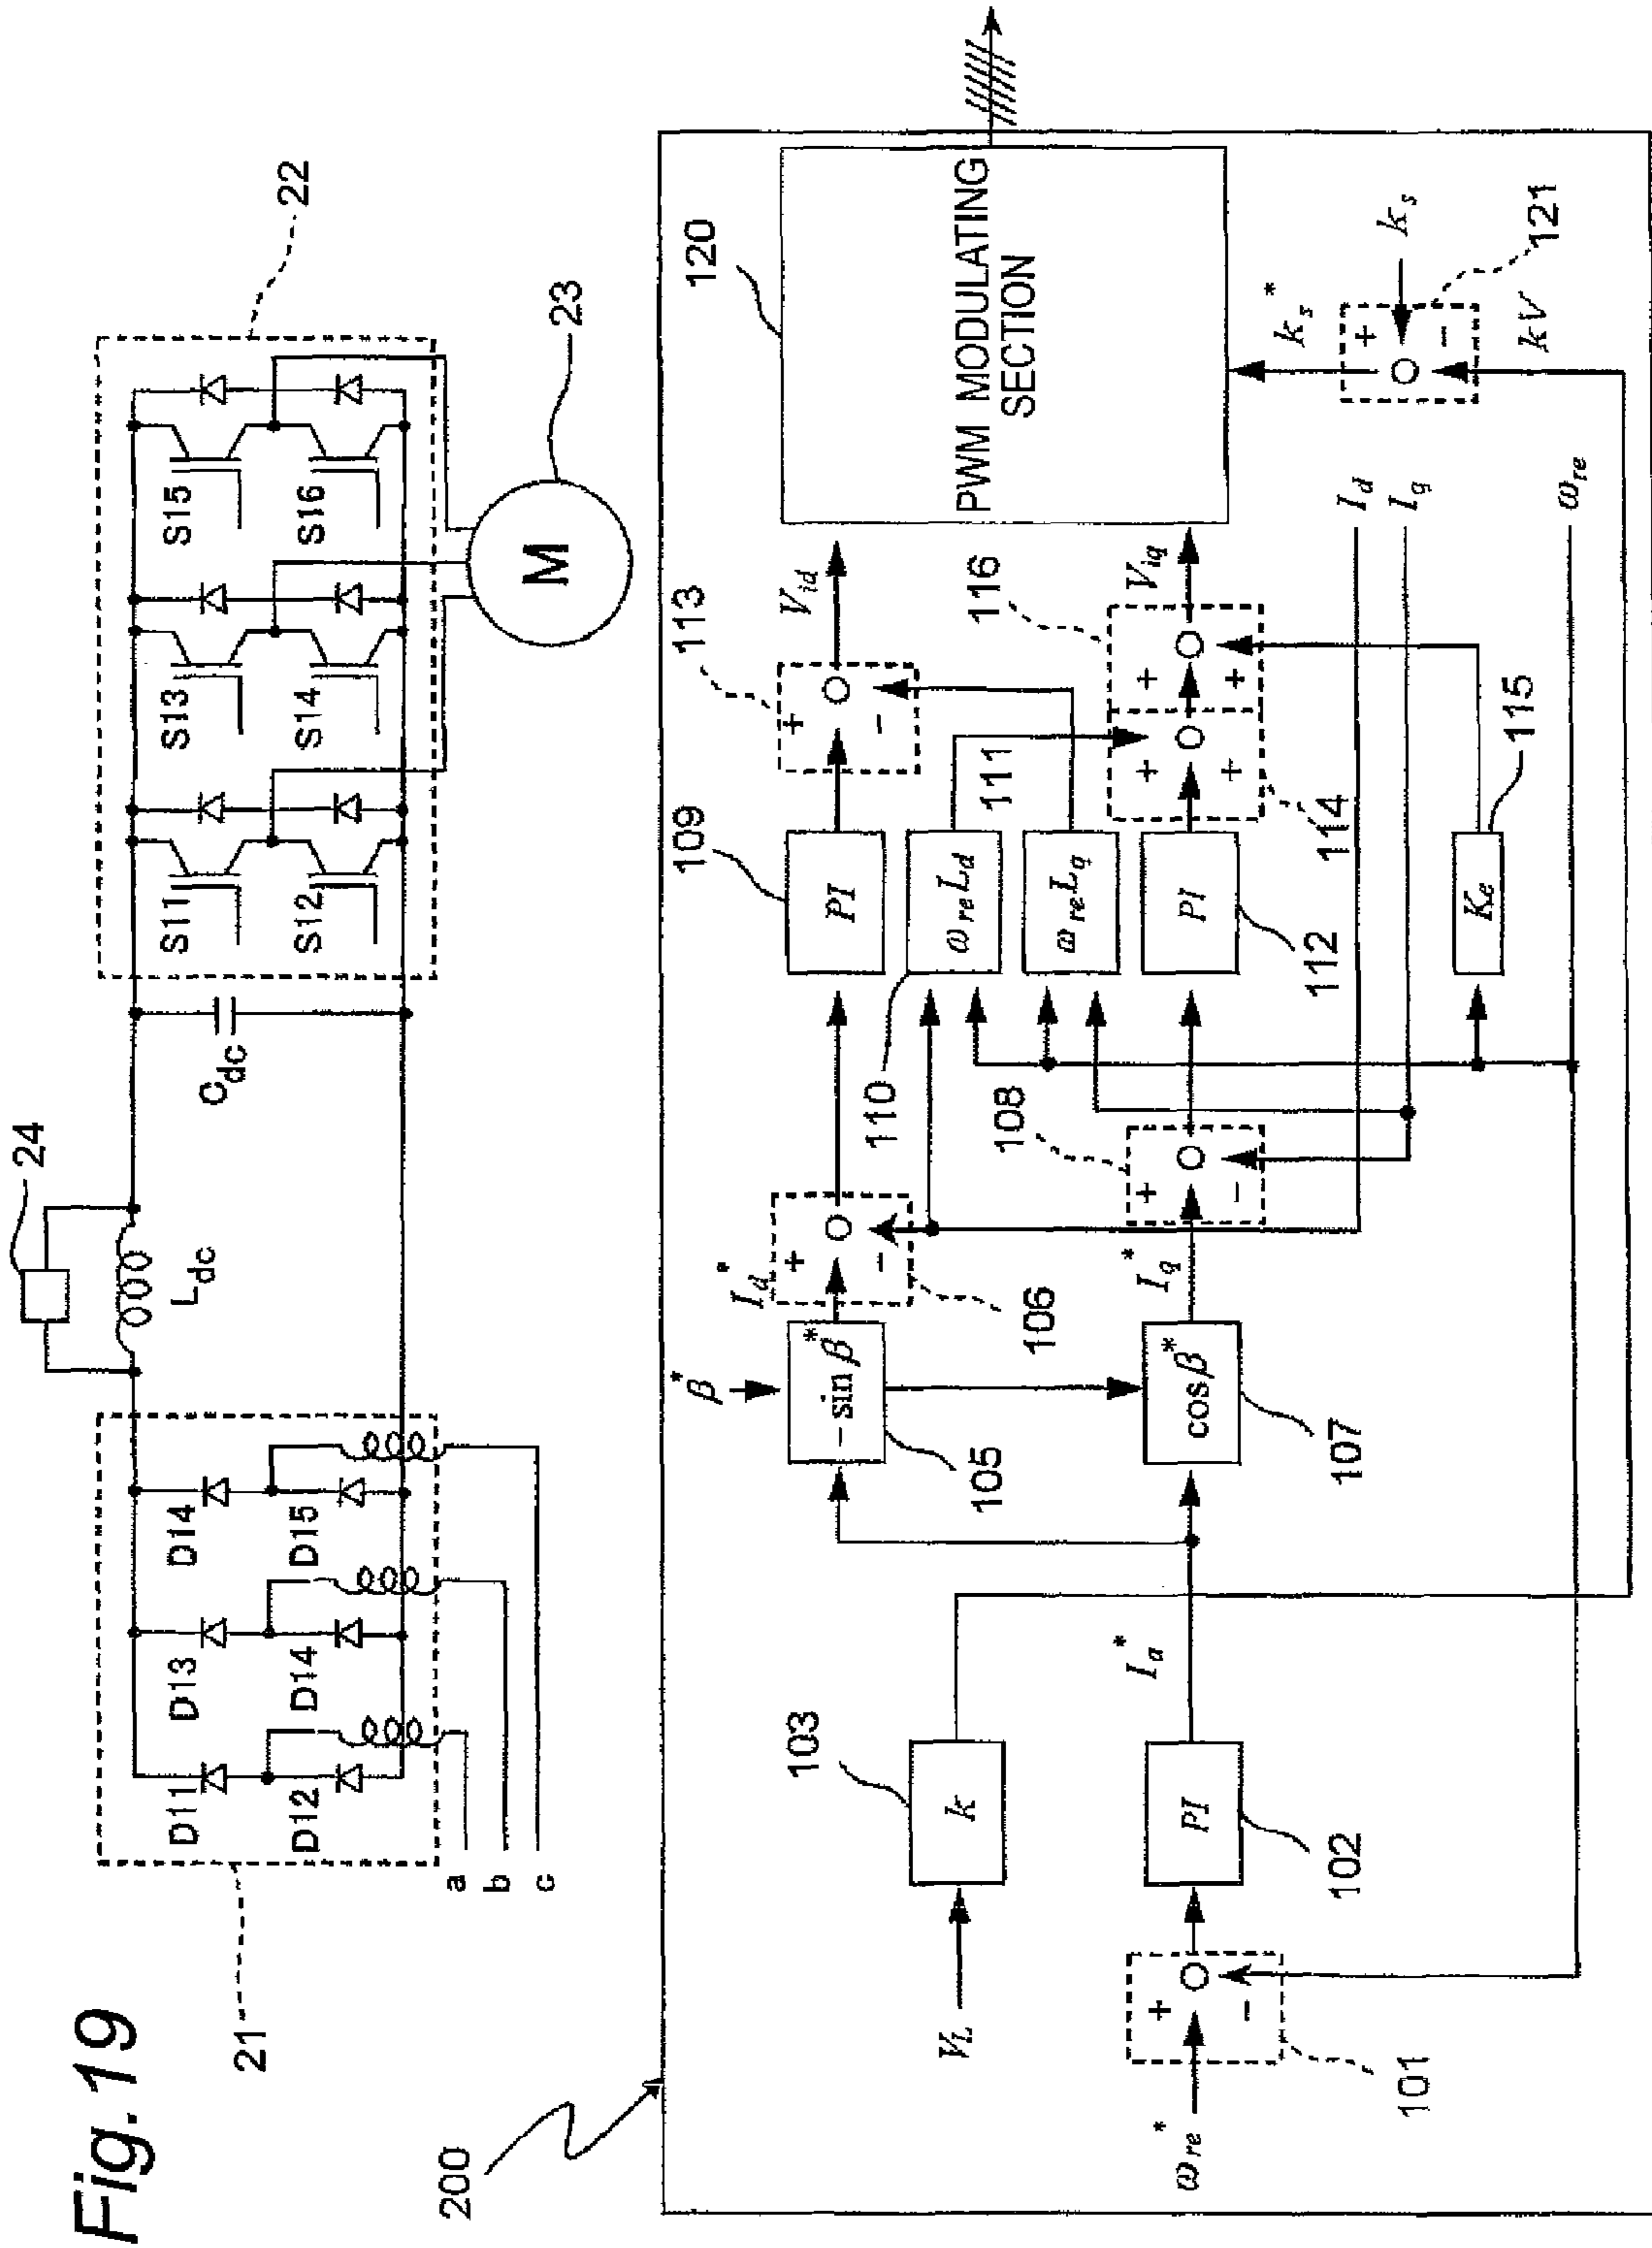 Fig. 19
21
24
22
D11
D13
D14
D12
D14
D15
a
b
c
L_dc
C_dc
S11
S13
S15
S12
S14
S16
M
23
200
ω_re*
101
+
-
V_L
103
k
PI
102
I_a*
β*
-sin β*
105
cosβ*
107
I_d*
+
-
106
I_q*
+
-
108
109
PI
110
ω_re L_d
111
ω_re L_q
PI
112
K_e
115
113
+
-
V_id
114
+
+
116
+
+
V_iq
120
PWM MODULATING
SECTION
I_d
I_q
ω_re
k_s*
+
-
k_s
121
kV